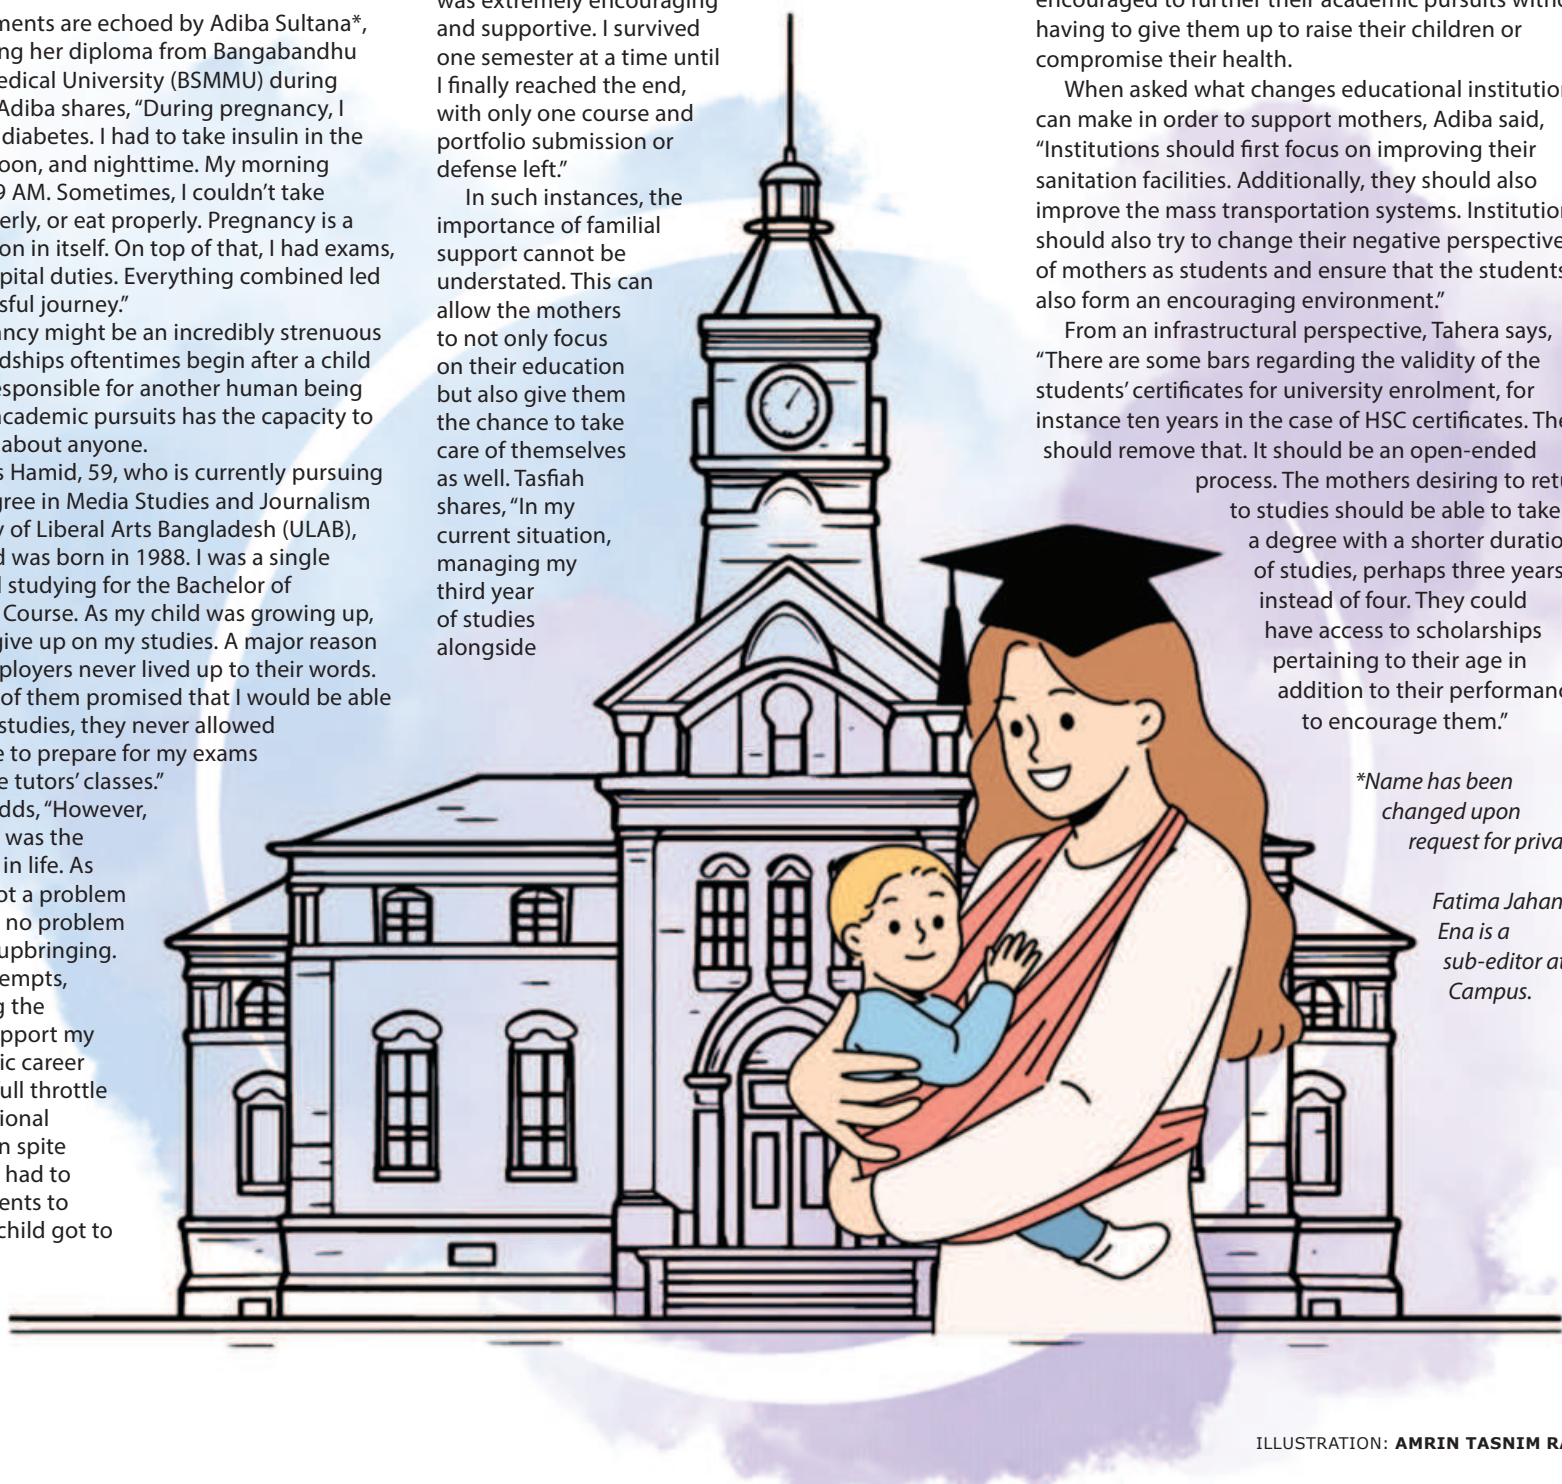 ments are echoed by Adiba Sultana*,
ng her diploma from Bangabandhu
edical University (BSMMU) during
Adiba shares, “During pregnancy, I
diabetes. I had to take insulin in the
oon, and nighttime. My morning
9 AM. Sometimes, I couldn’t take
erly, or eat properly. Pregnancy is a
on in itself. On top of that, I had exams,
pital duties. Everything combined led
sful journey.”
ancy might be an incredibly strenuous
dships oftentimes begin after a child
esponsible for another human being
academic pursuits has the capacity to
about anyone.
s Hamid, 59, who is currently pursuing
gree in Media Studies and Journalism
y of Liberal Arts Bangladesh (ULAB),
d was born in 1988. I was a single
l studying for the Bachelor of
Course. As my child was growing up,
give up on my studies. A major reason
ployers never lived up to their words.
of them promised that I would be able
studies, they never allowed
e to prepare for my exams
e tutors’ classes.”
dds, “However,
was the
in life. As
ot a problem
no problem
upbringing.
empts,
g the
pport my
ic career
ull throttle
ional
n spite
had to
ents to
child got to
was extremely encouraging
and supportive. I survived
one semester at a time until
I finally reached the end,
with only one course and
portfolio submission or
defense left.”
In such instances, the
importance of familial
support cannot be
understated. This can
allow the mothers
to not only focus
on their education
but also give them
the chance to take
care of themselves
as well. Tasfiah
shares, “In my
current situation,
managing my
third year
of studies
alongside
encouraged to further their academic pursuits witho
having to give them up to raise their children or
compromise their health.
When asked what changes educational institution
can make in order to support mothers, Adiba said,
“Institutions should first focus on improving their
sanitation facilities. Additionally, they should also
improve the mass transportation systems. Institution
should also try to change their negative perspective
of mothers as students and ensure that the students
also form an encouraging environment.”
From an infrastructural perspective, Tahera says,
“There are some bars regarding the validity of the
students’ certificates for university enrolment, for
instance ten years in the case of HSC certificates. The
should remove that. It should be an open-ended
process. The mothers desiring to retu
to studies should be able to take
a degree with a shorter duratio
of studies, perhaps three years
instead of four. They could
have access to scholarships
pertaining to their age in
addition to their performanc
to encourage them.”
*Name has been
changed upon
request for priva
Fatima Jahan
Ena is a
sub-editor at
Campus.
ILLUSTRATION: AMRIN TASNIM RA